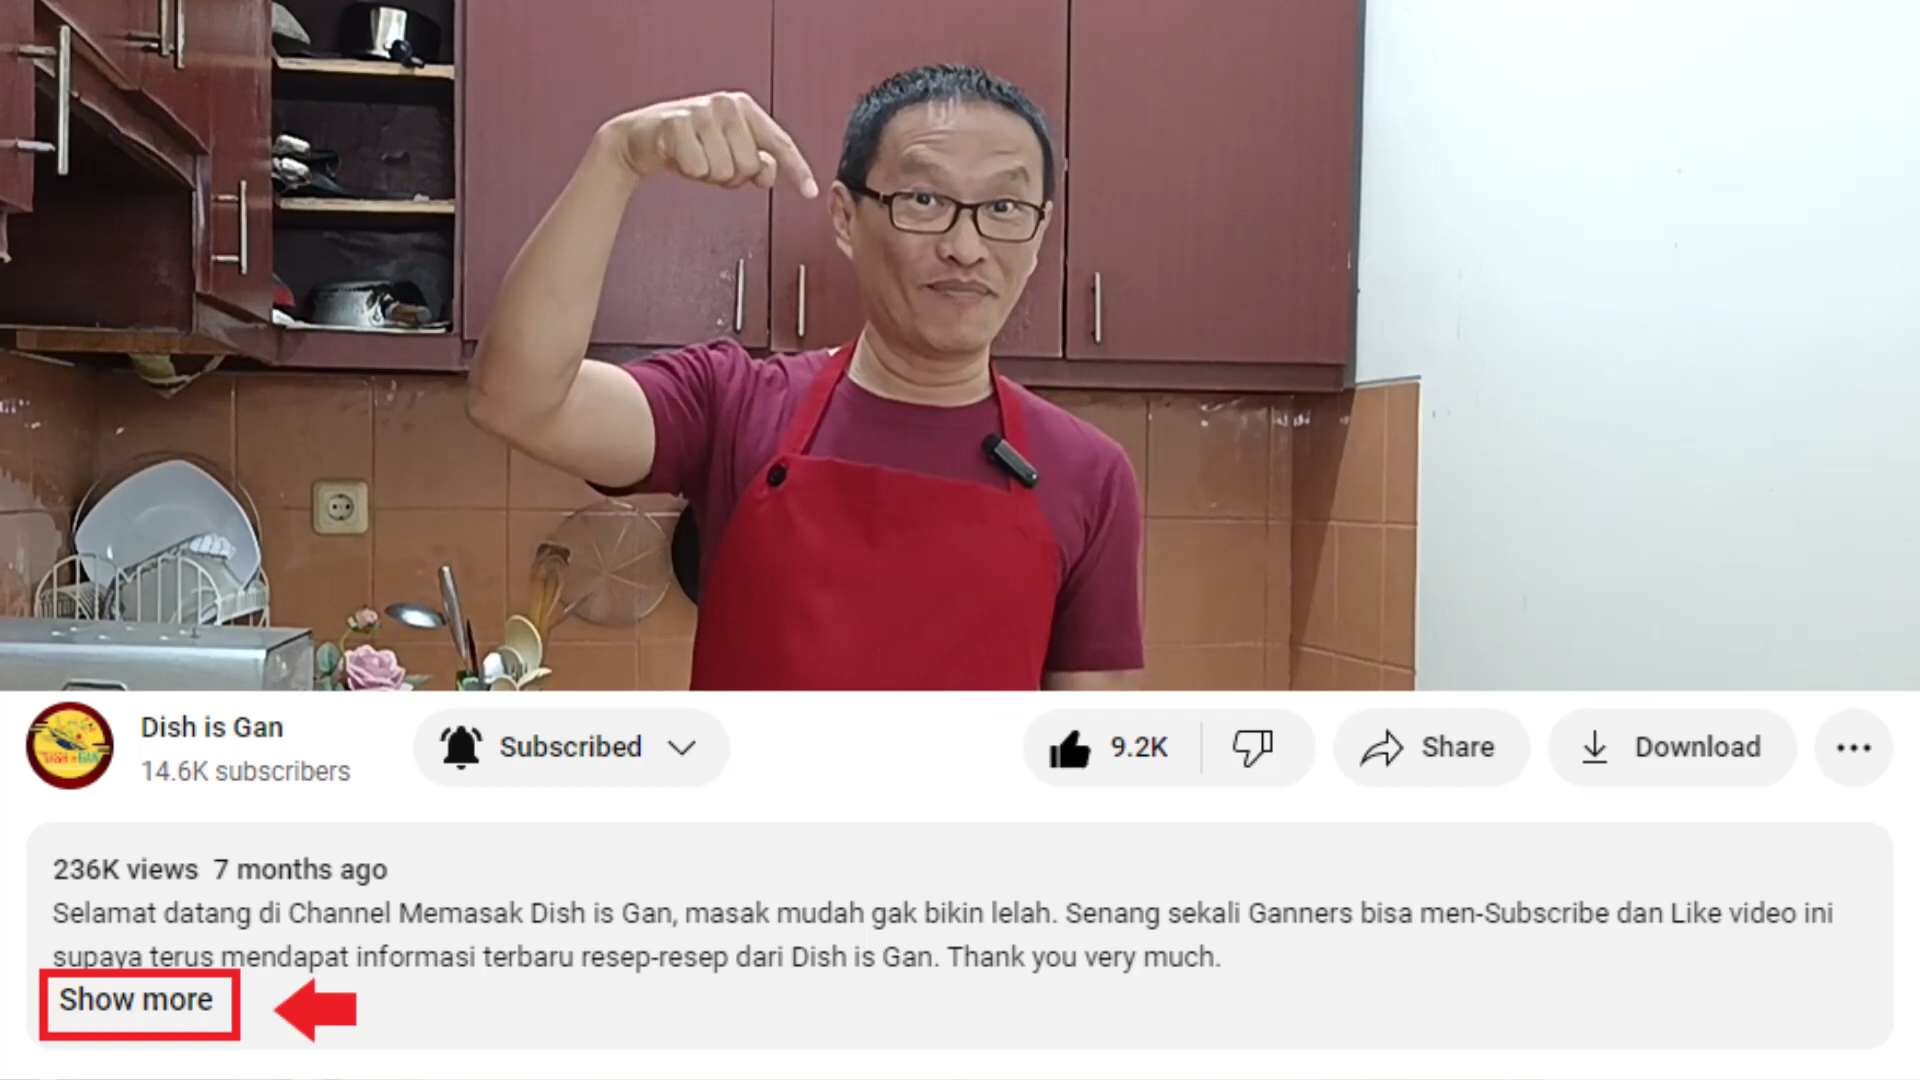 Dish is Gan
14.6K subscribers
Subscribed
9.2K
Share
Download
236K views 7 months ago
Selamat datang di Channel Memasak Dish is Gan, masak mudah gak bikin lelah. Senang sekali Ganners bisa men-Subscribe dan Like video ini
supaya terus mendapat informasi terbaru resep-resep dari Dish is Gan. Thank you very much.
Show more